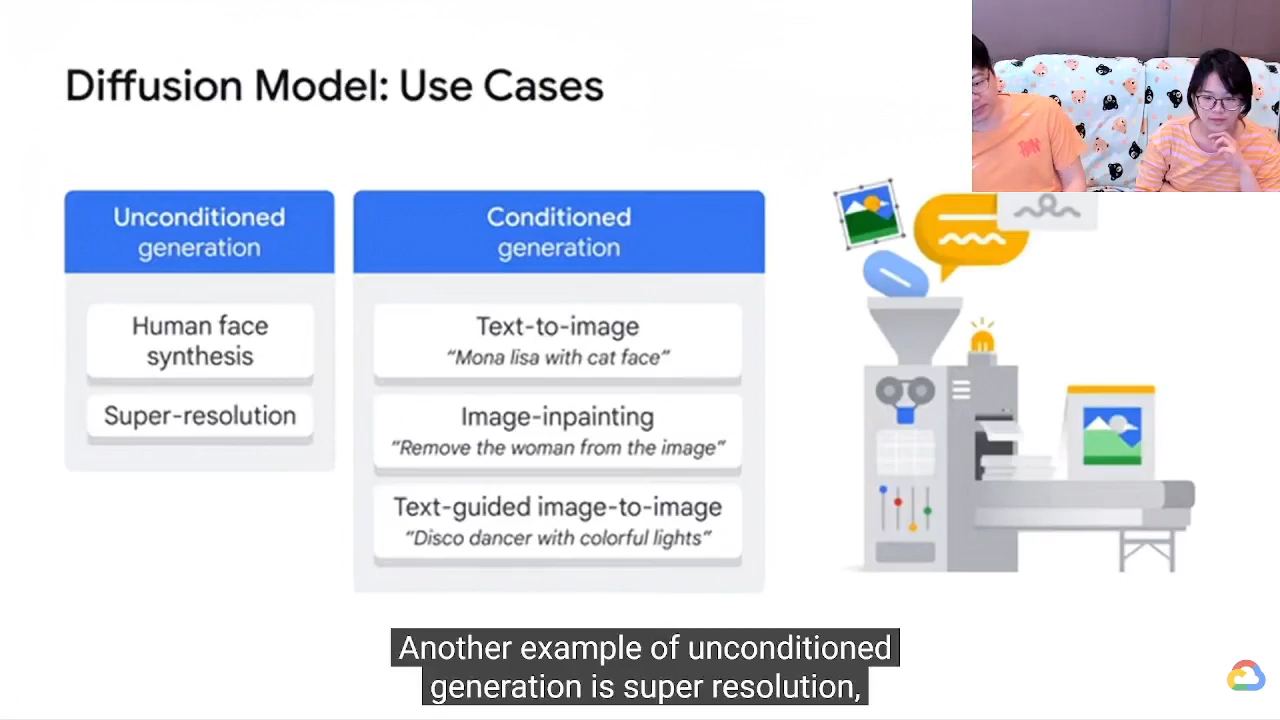 Diffusion Model: Use Cases
Unconditioned
generation
Human face
synthesis
Super-resolution
Conditioned
generation
Text-to-image
"Mona lisa with cat face"
Image-inpainting
"Remove the woman from the image"
Text-guided image-to-image
"Disco dancer with colorful lights"
Another example of unconditioned
generation is super resolution,